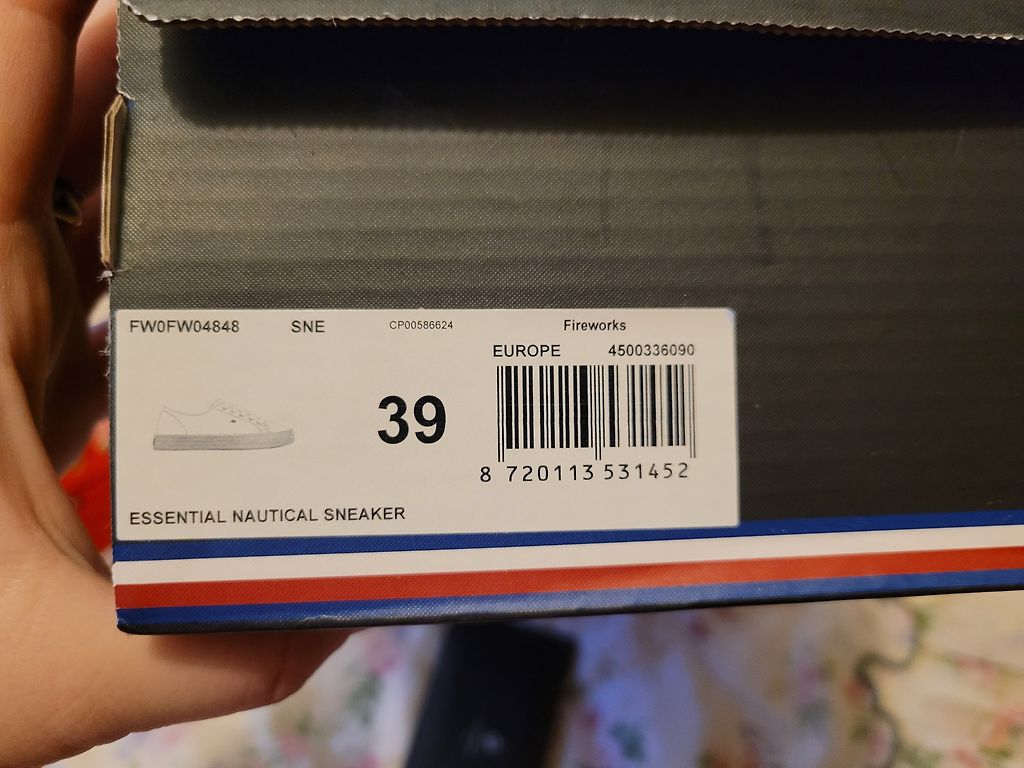 FW0FW04848 SNE CP00586624 Fireworks
EUROPE 4500336090
39
8 720113 531452
ESSENTIAL NAUTICAL SNEAKER